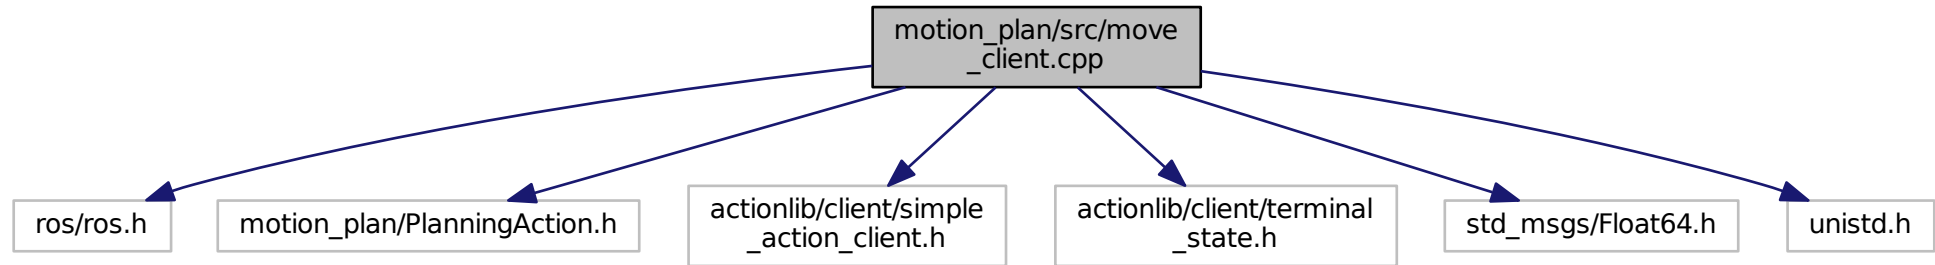 motion_plan/src/move
_client.cpp
ros/ros.h
motion_plan/PlanningAction.h
actionlib/client/simple
_action_client.h
actionlib/client/terminal
_state.h
std_msgs/Float64.h
unistd.h